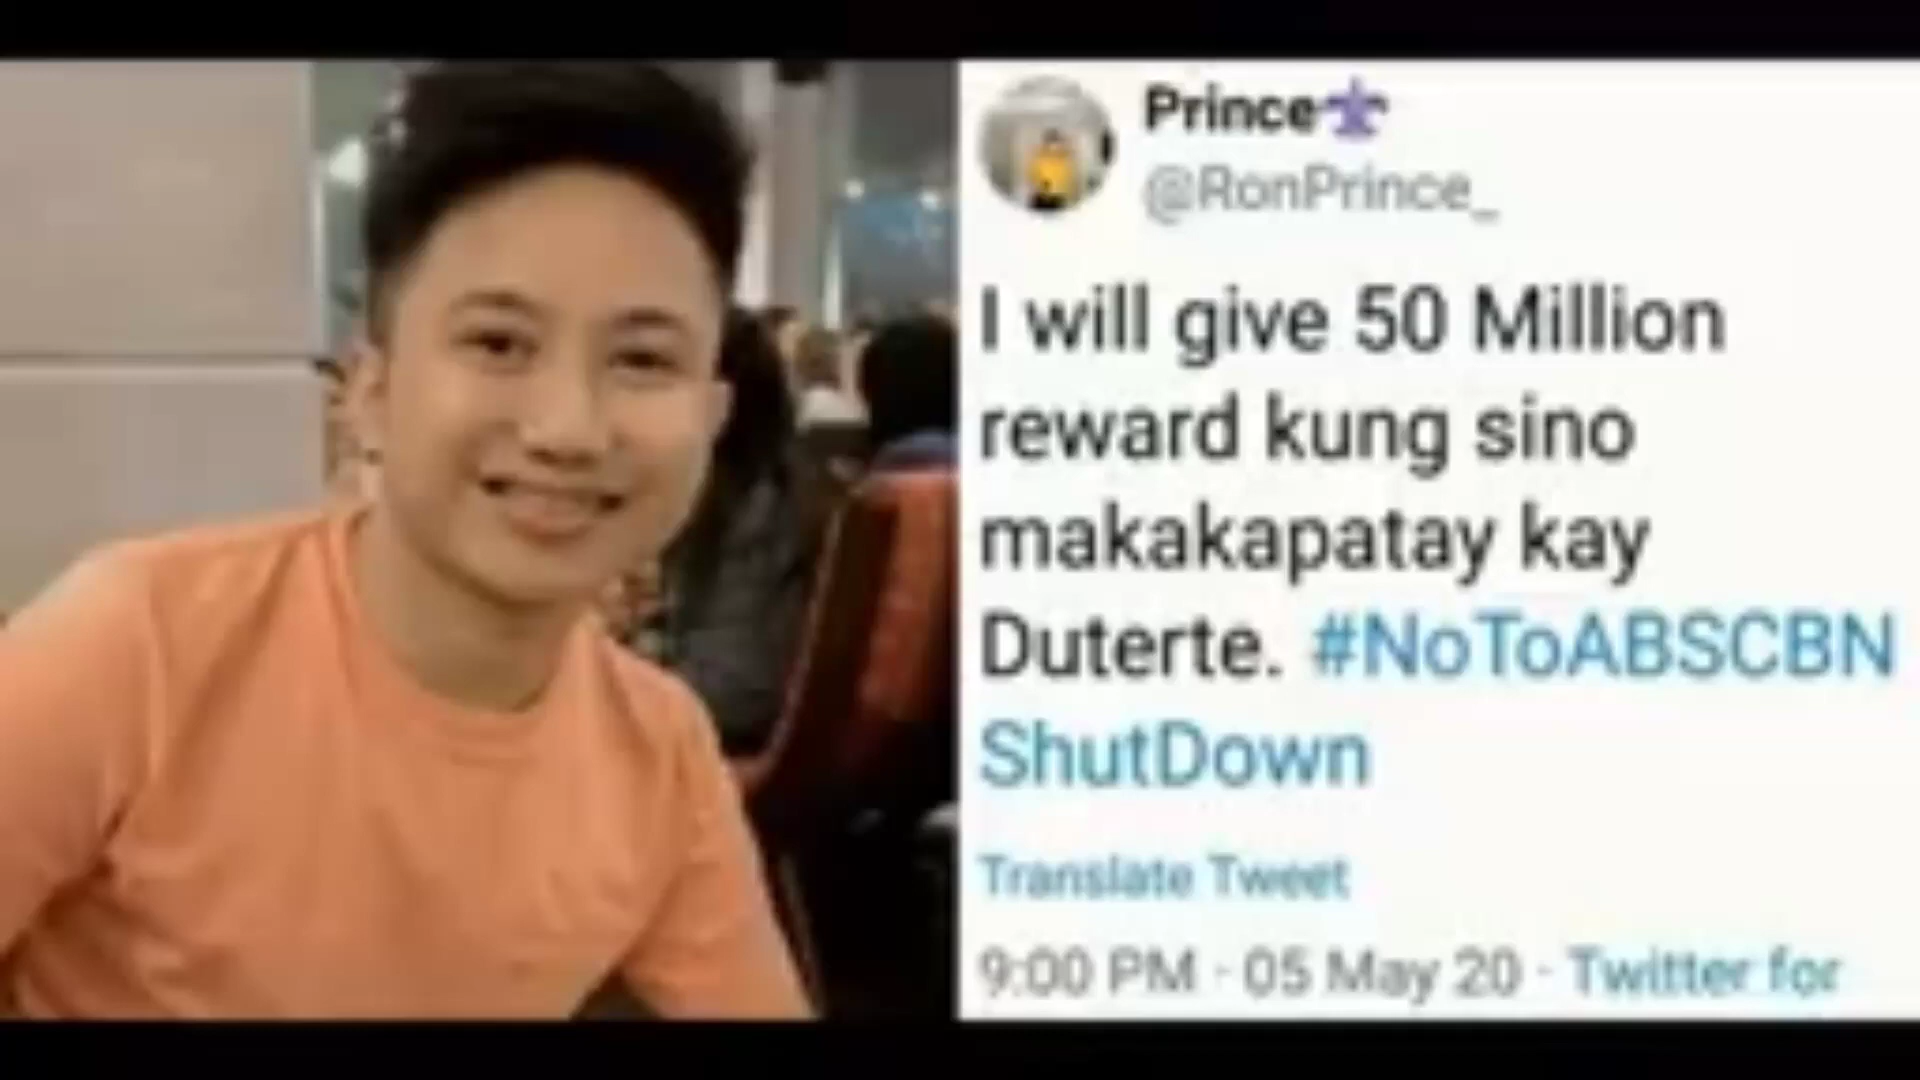 Prince
@RonPrince_
I will give 50 Million
reward kung sino
makakapatay kay
Duterte. #NoToABSCBN
ShutDown
Translate Tweet
9:00 PM · 05 May 20 · Twitter for